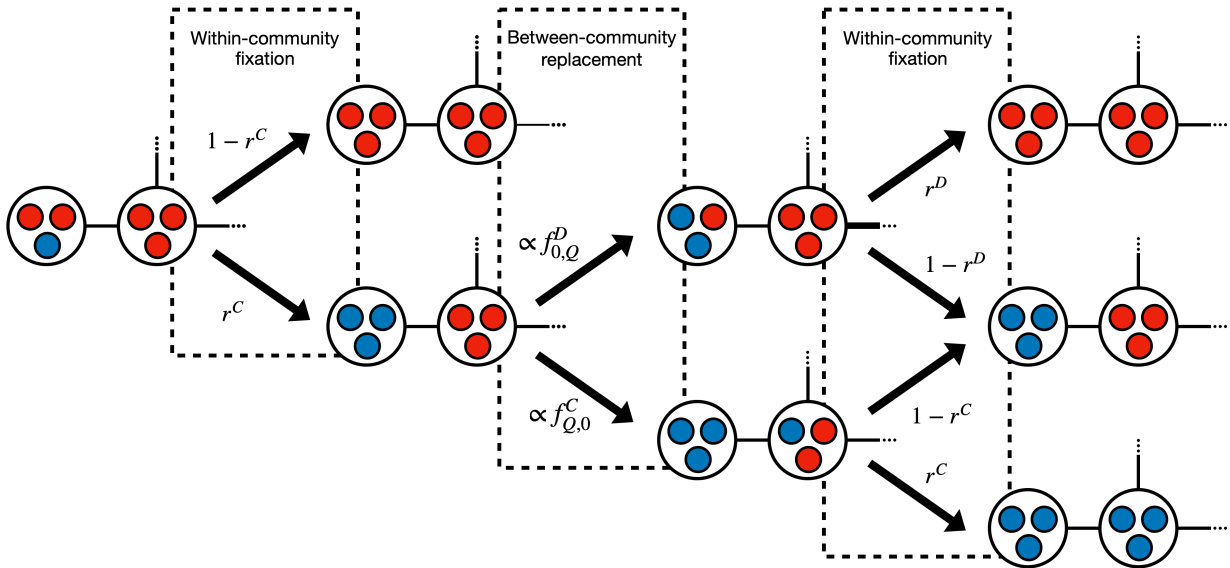 Within-community
fixation
Between-community
replacement
Within-community
fixation
1 − r^C
r^C
∝ f^D_{0,Q}
∝ f^C_{Q,0}
r^D
1 − r^D
1 − r^C
r^C